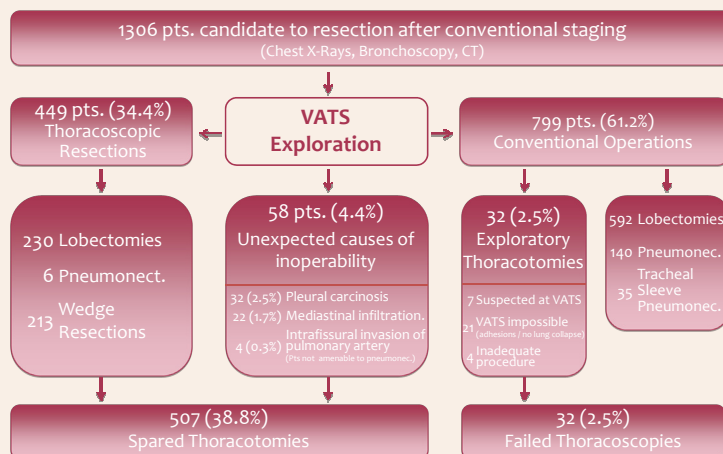 1306 pts. candidate to resection after conventional staging
(Chest X-Rays, Bronchoscopy, CT)
449 pts. (34.4%)
Thoracoscopic
Resections
VATS
Exploration
799 pts. (61.2%)
Conventional Operations
230 Lobectomies
6 Pneumonect.
213 Wedge
Resections
58 pts. (4.4%)
Unexpected causes of
inoperability
32 (2.5%) Pleural carcinosis
22 (1.7%) Mediastinal infiltration.
4 (0.3%) Intrafissural invasion of
pulmonary artery
(Pts not amenable to pneumonec.)
32 (2.5%)
Exploratory
Thoracotomies
7 Suspected at VATS
21 VATS impossible
(adhesions / no lung collapse)
4 Inadequate
procedure
592 Lobectomies
140 Pneumonec.
35 Tracheal
Sleeve
Pneumonec.
507 (38.8%)
Spared Thoracotomies
32 (2.5%)
Failed Thoracoscopies